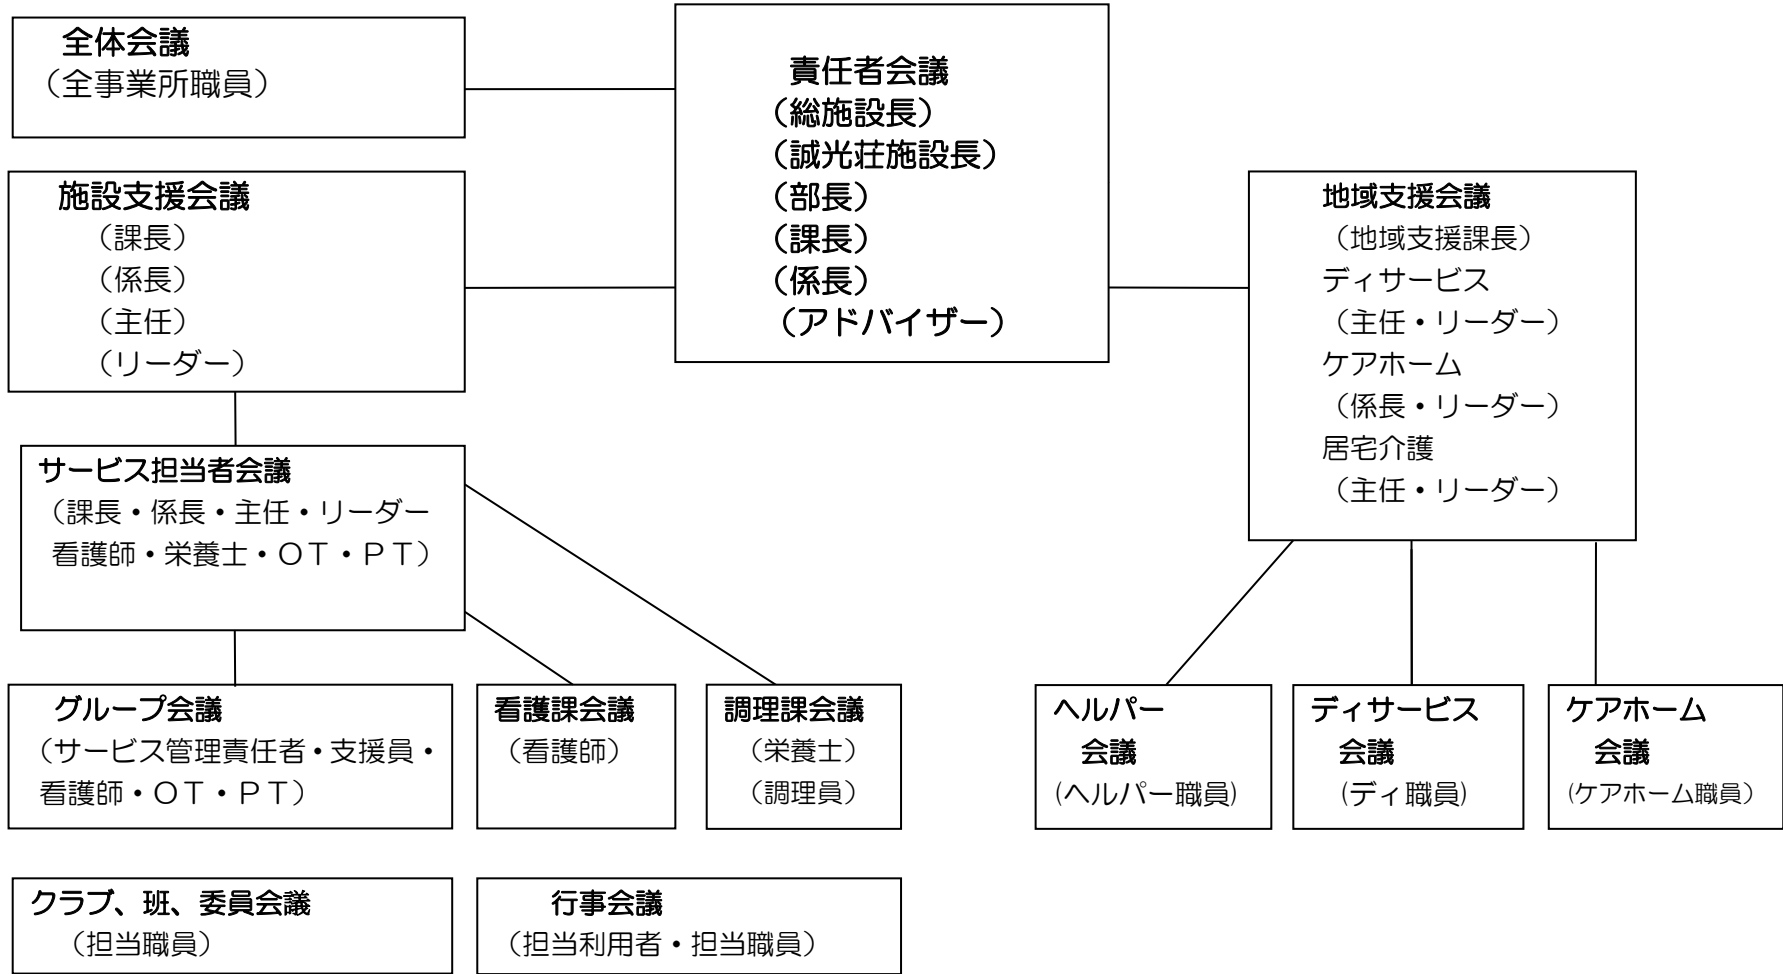 全体会議
（全事業所職員）
責任者会議
（総施設長）
（誠光荘施設長）
（部長）
（課長）
（係長）
（アドバイザー）
施設支援会議
（課長）
（係長）
（主任）
（リーダー）
地域支援会議
（地域支援課長）
ディサービス
（主任・リーダー）
ケアホーム
（係長・リーダー）
居宅介護
（主任・リーダー）
サービス担当者会議
（課長・係長・主任・リーダー
看護師・栄養士・ＯＴ・ＰＴ）
グループ会議
（サービス管理責任者・支援員・
看護師・ＯＴ・ＰＴ）
看護課会議
（看護師）
調理課会議
（栄養士）
（調理員）
ヘルパー
会議
(ヘルパー職員)
ディサービス
会議
(ディ職員)
ケアホーム
会議
(ケアホーム職員）
クラブ、班、委員会議
（担当職員）
行事会議
（担当利用者・担当職員）